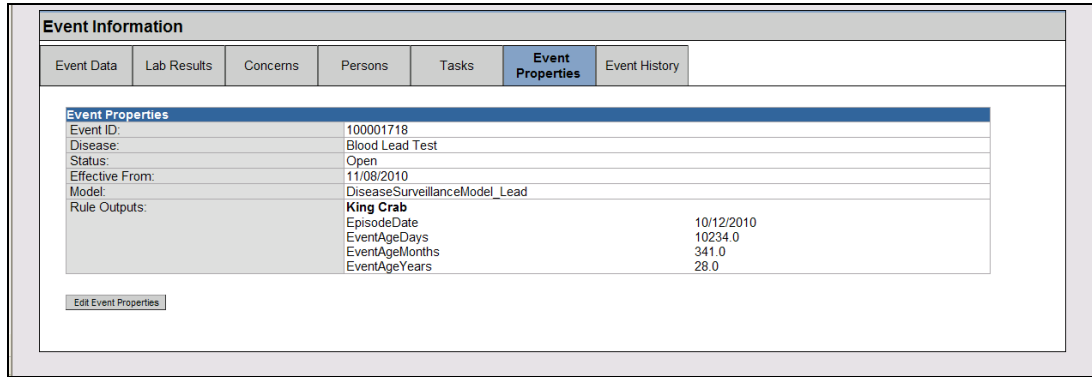 Event Information
Event Data Lab Results Concerns Persons Tasks Event Properties Event History
Event Properties
Event ID: 100001718
Disease: Blood Lead Test
Status: Open
Effective From: 11/08/2010
Model: DiseaseSurveillanceModel_Lead
Rule Outputs: King Crab
EpisodeDate 10/12/2010
EventAgeDays 10234.0
EventAgeMonths 341.0
EventAgeYears 28.0
Edit Event Properties